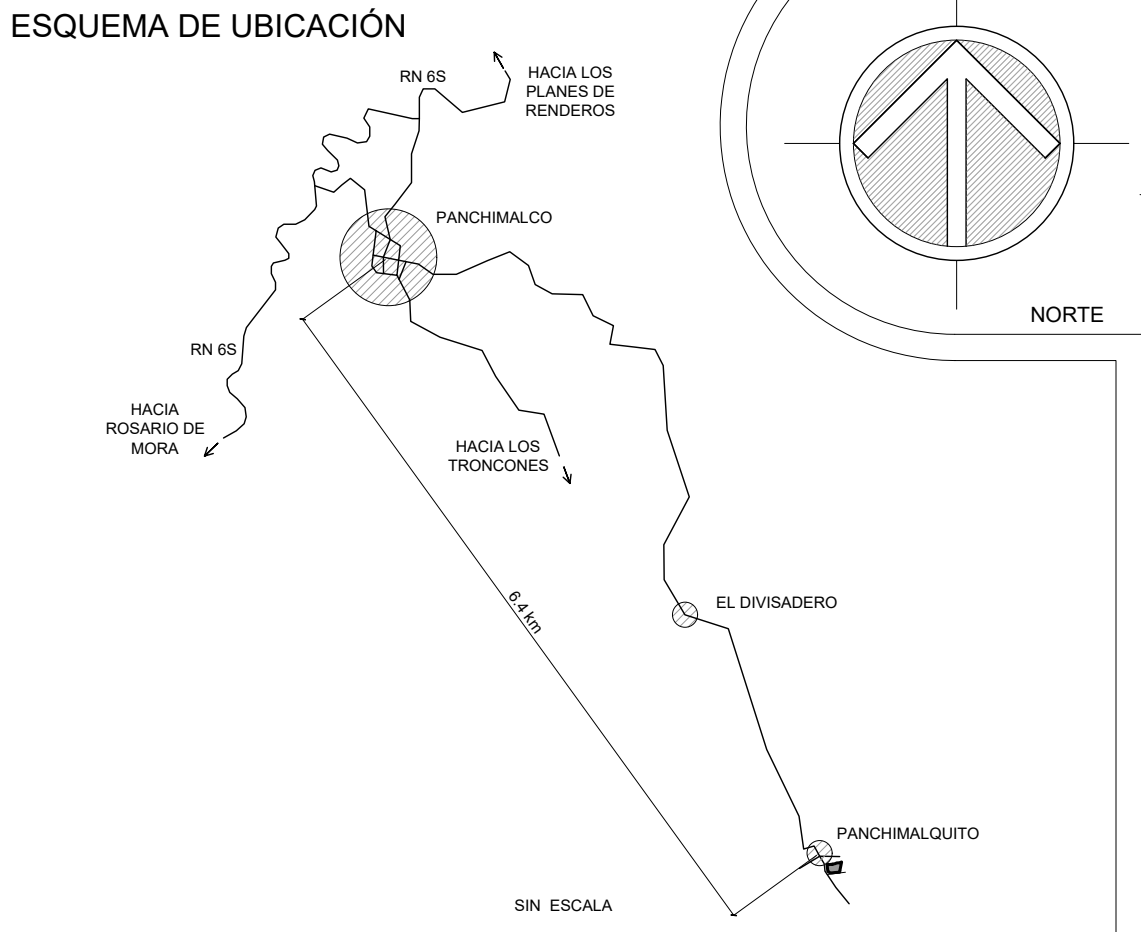 ESQUEMA DE UBICACIÓN
RN 6S
HACIA LOS
PLANES DE
RENDEROS
PANCHIMALCO
NORTE
RN 6S
HACIA
ROSARIO DE
MORA
HACIA LOS
TRONCONES
6.4 km
EL DIVISADERO
PANCHIMALQUITO
SIN ESCALA